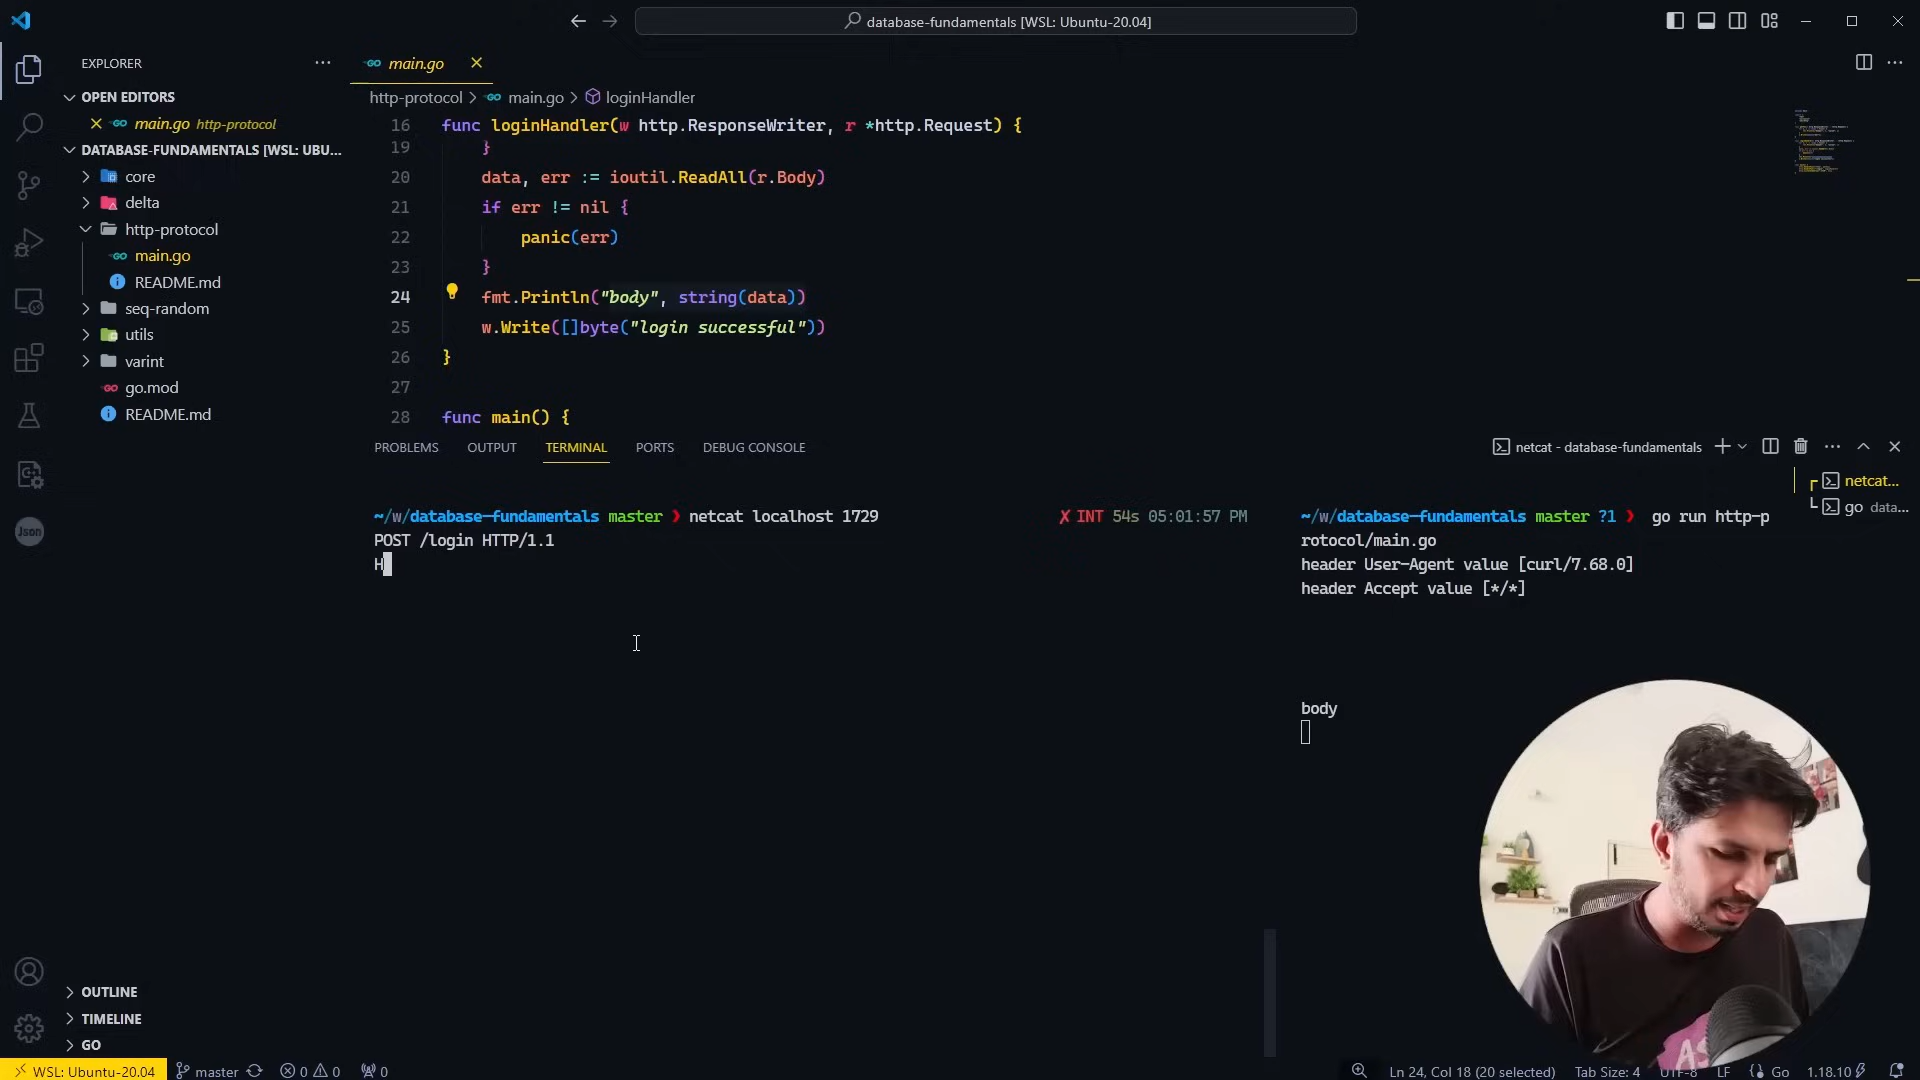 database-fundamentals [WSL: Ubuntu-20.04]
EXPLORER
OPEN EDITORS
main.go http-protocol
DATABASE-FUNDAMENTALS [WSL: UBU...
core
delta
http-protocol
main.go
README.md
seq-random
utils
varint
go.mod
README.md
OUTLINE
TIMELINE
GO
main.go
http-protocol > main.go > loginHandler
16 func loginHandler(w http.ResponseWriter, r *http.Request) {
19 }
20 data, err := ioutil.ReadAll(r.Body)
21 if err != nil {
22 panic(err)
23 }
24 fmt.Println("body", string(data))
25 w.Write([]byte("login successful"))
26 }
27
28 func main() {
PROBLEMS OUTPUT TERMINAL PORTS DEBUG CONSOLE
netcat - database-fundamentals
netcat...
go data...
~/w/database-fundamentals master ❯ netcat localhost 1729 ✗ INT 54s 05:01:57 PM
POST /login HTTP/1.1
H
~/w/database-fundamentals master ?1 ❯ go run http-p
rotocol/main.go
header User-Agent value [curl/7.68.0]
header Accept value [*/*]
body
Json
AS
WSL: Ubuntu-20.04 master 0 0 0 Ln 24, Col 18 (20 selected) Tab Size: 4 UTF-8 LF Go 1.18.10